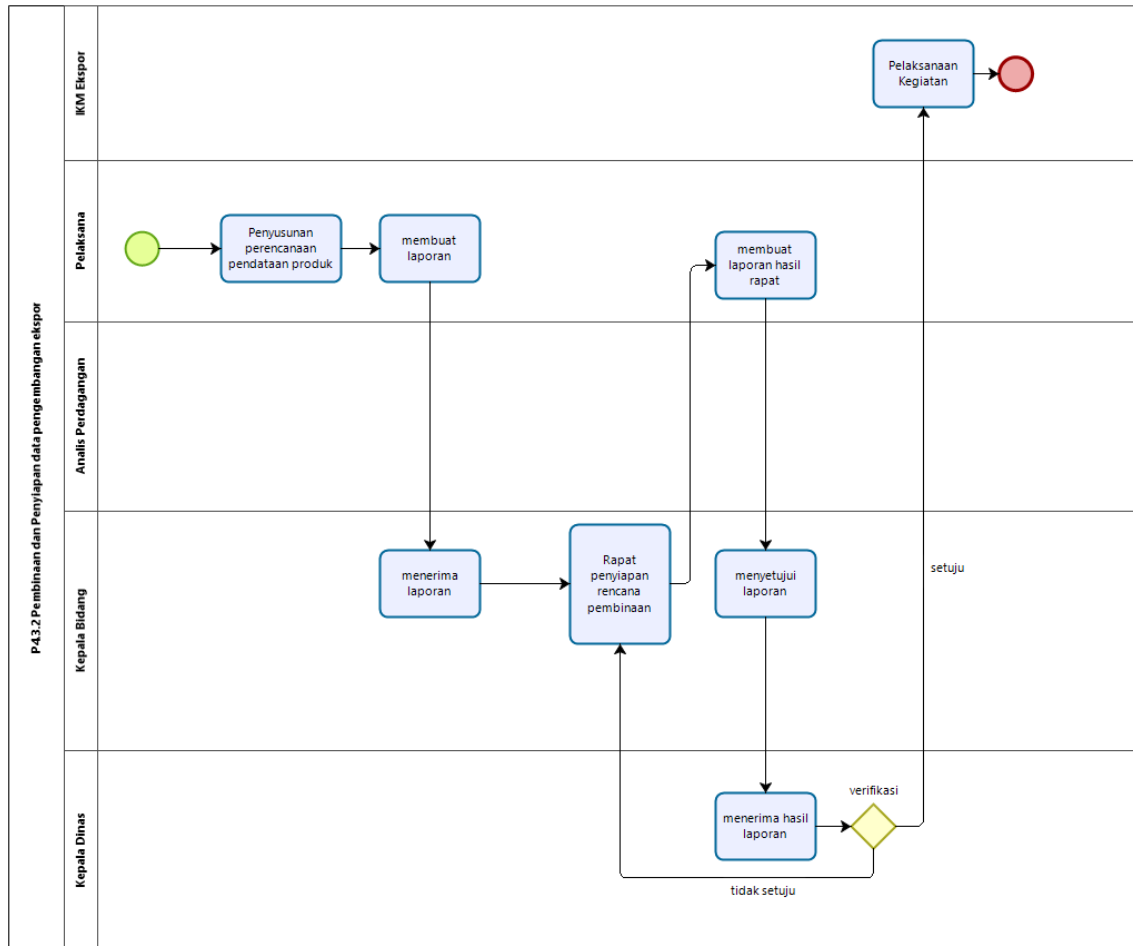 P43.2 Pembinaan dan Penyiapan data pengembangan ekspor
IKM Ekspor
Pelaksanaan
Kegiatan
Pelaksana
Penyusunan
perencanaan
pendataan produk
membuat
laporan
membuat
laporan hasil
rapat
Analis Perdagangan
Kepala Bidang
menerima
laporan
Rapat
penyiapan
rencana
pembinaan
menyetujui
laporan
setuju
Kepala Dinas
menerima hasil
laporan
verifikasi
tidak setuju